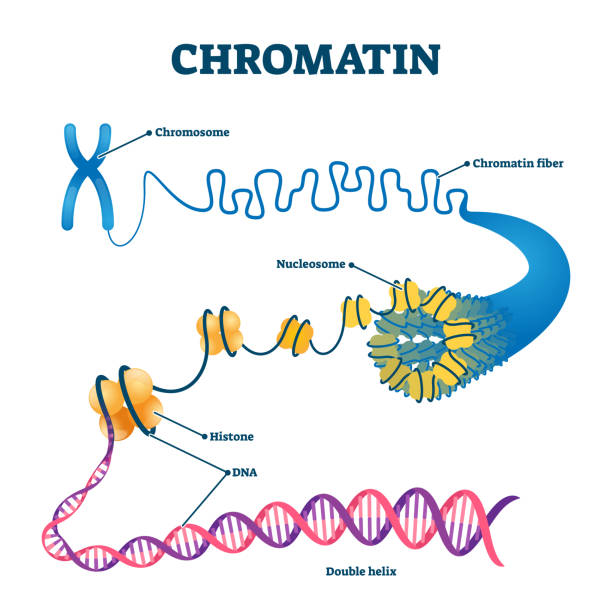 CHROMATIN
Chromosome
Chromatin fiber
Nucleosome
Histone
DNA
Double helix